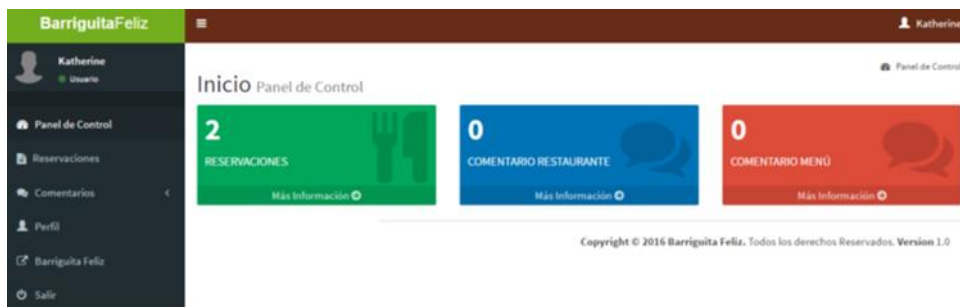 BarriguitaFeliz
Katherine
Katherine
Usuario
Panel de Control
Inicio Panel de Control
Panel de Control
Reservaciones
Comentarios
Perfil
Barriguita Feliz
Salir
2
RESERVACIONES
Más Información
0
COMENTARIO RESTAURANTE
Más Información
0
COMENTARIO MENÚ
Más Información
Copyright © 2016 Barriguita Feliz. Todos los derechos Reservados. Version 1.0